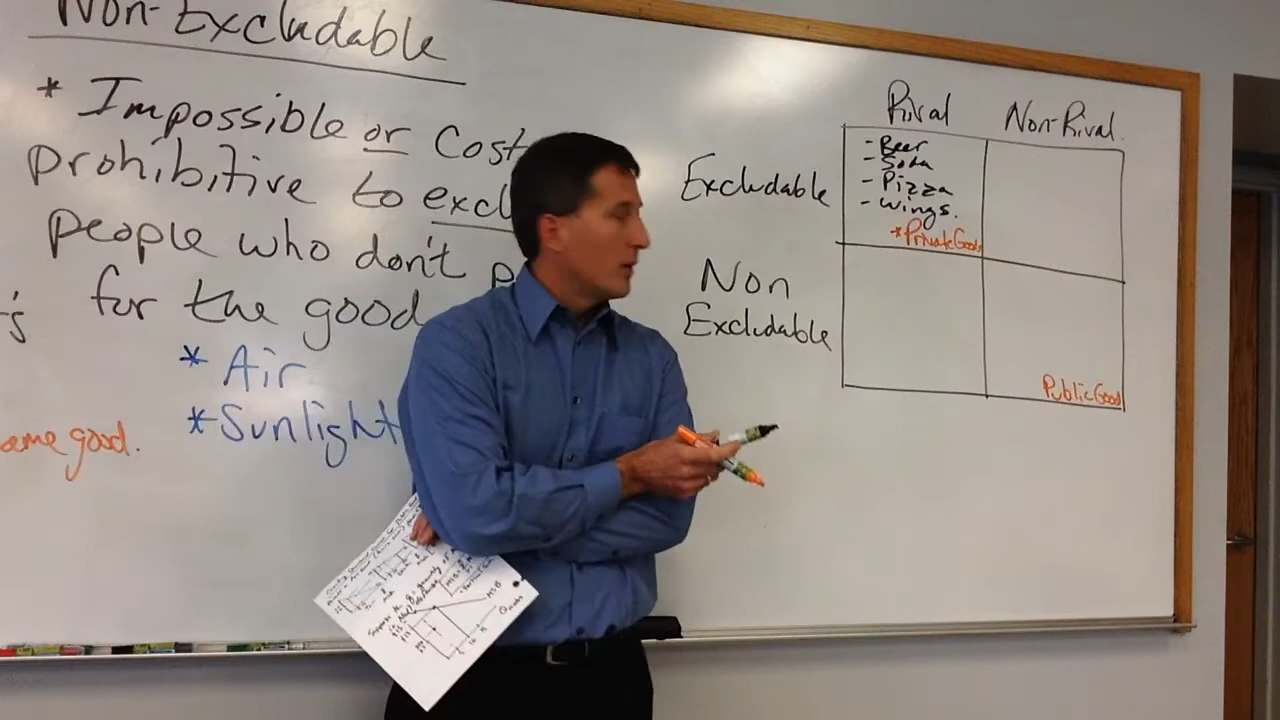 Non-Excludable
* Impossible or Cost
prohibitive to excl
people who don't p
for the good
* Air
* Sunlight
's
ame good.
Rival Non-Rival.
Excludable
- Beer
- Soda
- Pizza
- Wings.
*Private Goods
Non
Excludable
Public Good
MSB